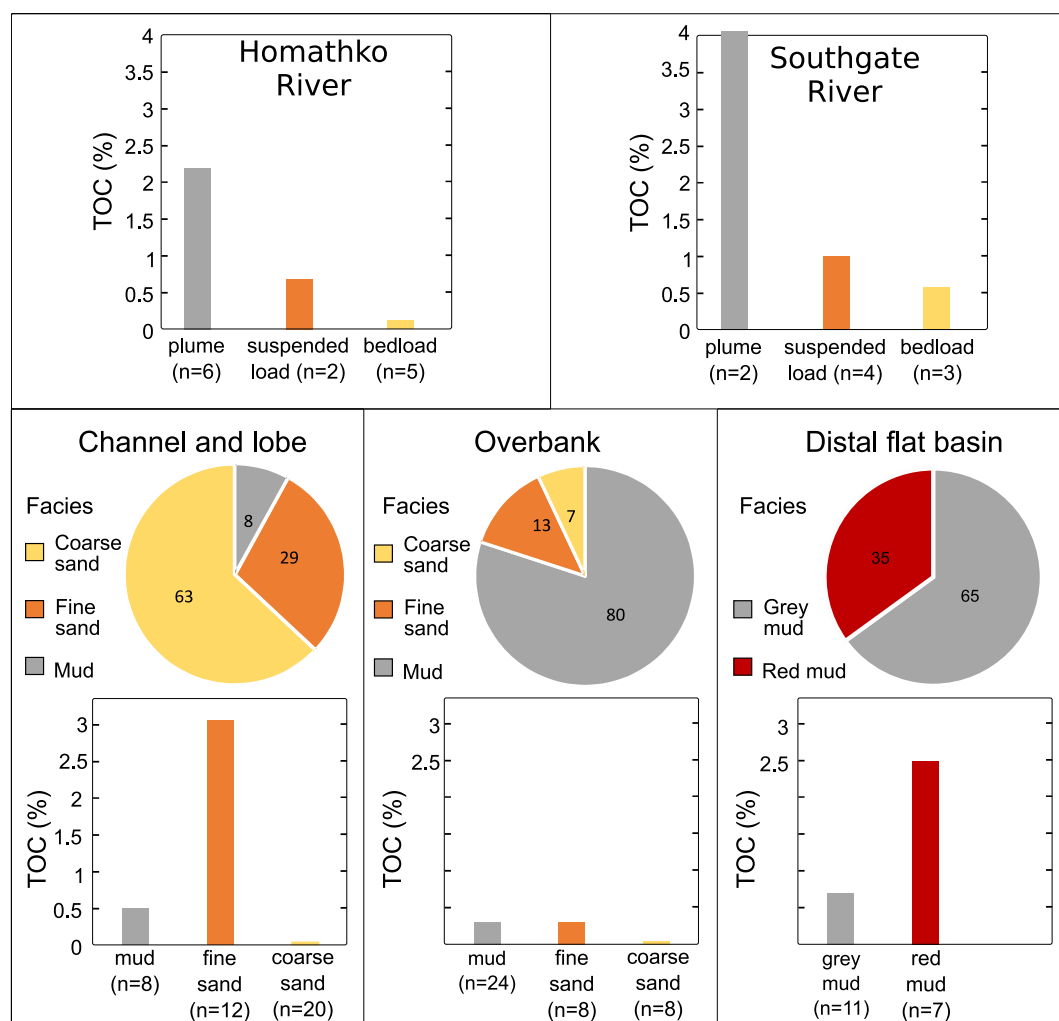 Homathko
River
TOC (%)
4
3.5
3
2.5
2
1
0.5
0
plume
(n=6)
suspended
load (n=2)
bedload
(n=5)
Southgate
River
TOC (%)
4
3.5
3
2.5
2
1
0.5
0
plume
(n=2)
suspended
load (n=4)
bedload
(n=3)
Channel and lobe
Facies
Coarse
sand
Fine
sand
Mud
8
29
63
TOC (%)
3
2.5
2
1.5
1
0.5
0
mud
(n=8)
fine
sand
(n=12)
coarse
sand
(n=20)
Overbank
Facies
Coarse
sand
Fine
sand
Mud
7
13
80
TOC (%)
3
2.5
mud
(n=24)
fine
sand
(n=8)
coarse
sand
(n=8)
Distal flat basin
Facies
Grey
mud
Red mud
35
65
TOC (%)
3
2.5
grey
mud
(n=11)
red
mud
(n=7)